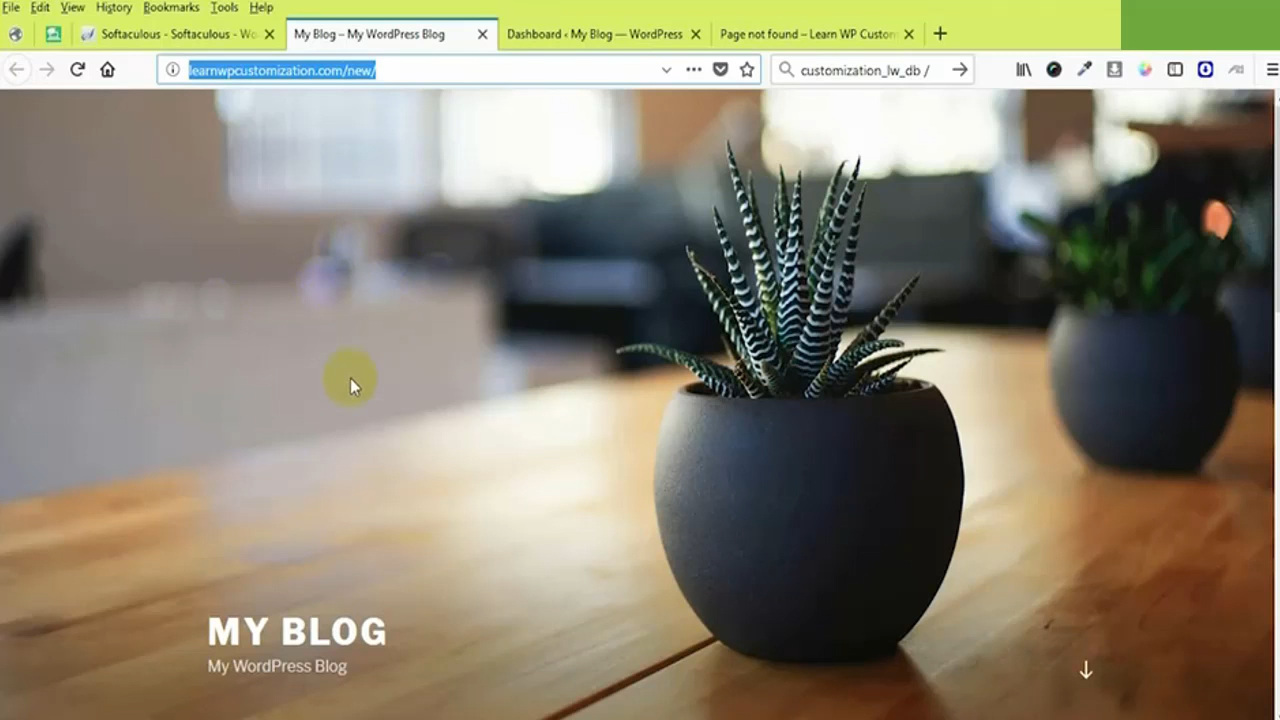 File Edit View History Bookmarks Tools Help
Softaculous - Softaculous - Wo
My Blog – My WordPress Blog
Dashboard ‹ My Blog — WordPress
Page not found – Learn WP Custom
learnwpcustomization.com/new/
customization_lw_db /
MY BLOG
My WordPress Blog